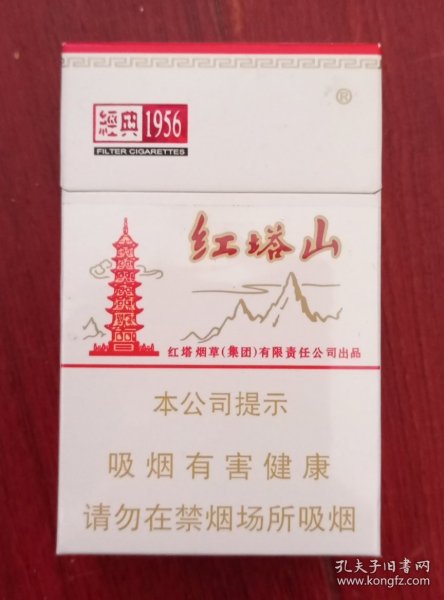 經典1956
®
FILTER CIGARETTES
红塔山
红塔烟草(集团)有限责任公司出品
本公司提示
吸烟有害健康
请勿在禁烟场所吸烟
孔夫子旧书网
www.kongfz.com